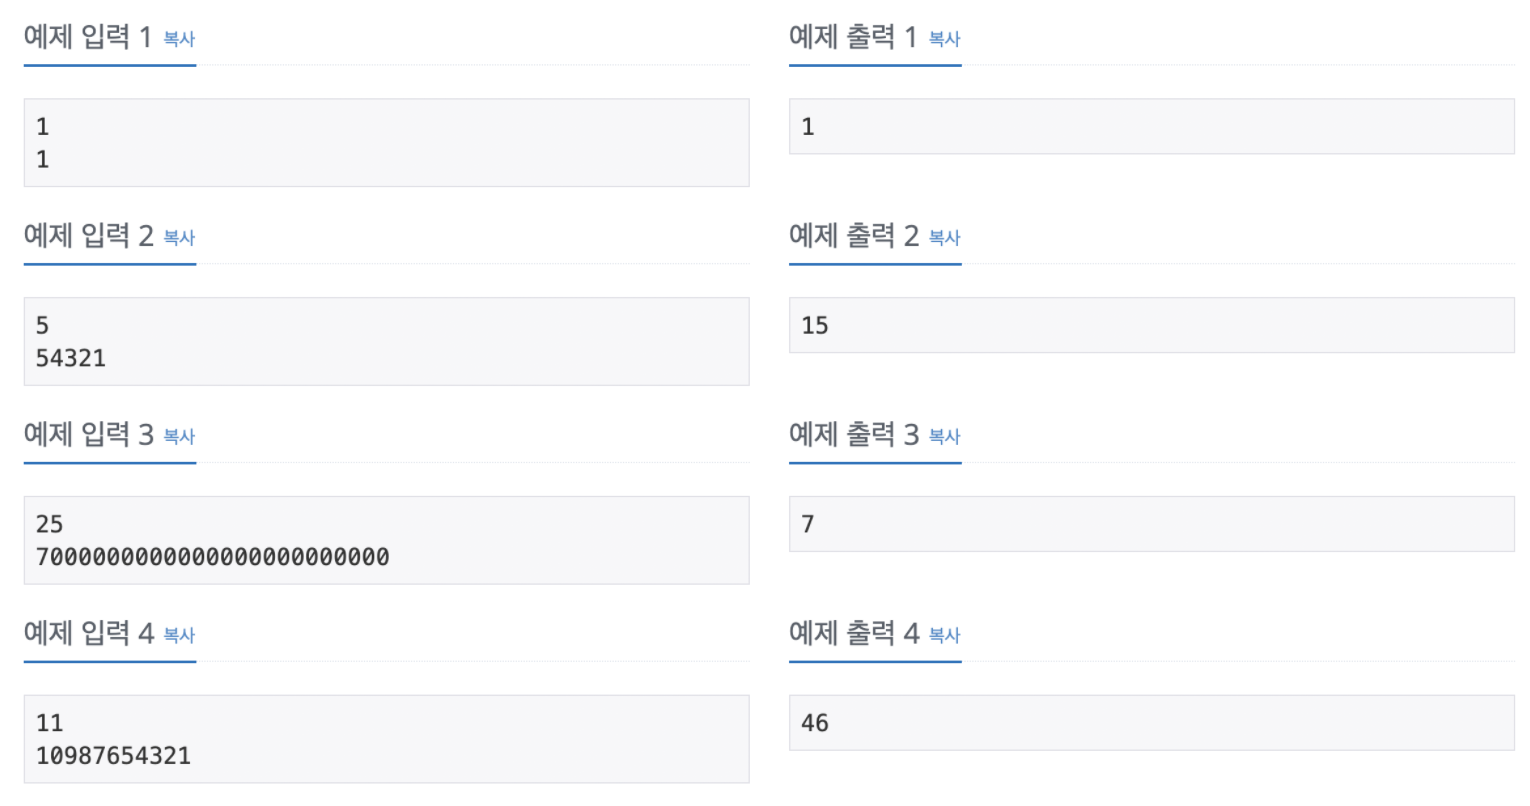 예제 입력 1 복사
1
1
예제 출력 1 복사
1
예제 입력 2 복사
5
54321
예제 출력 2 복사
15
예제 입력 3 복사
25
7000000000000000000000000
예제 출력 3 복사
7
예제 입력 4 복사
11
10987654321
예제 출력 4 복사
46